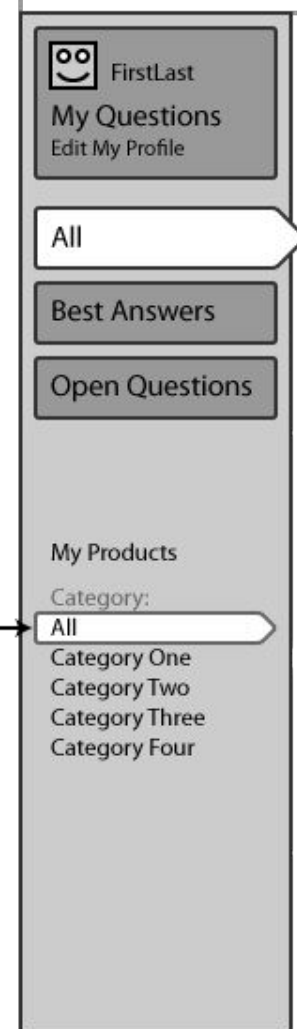 FirstLast
My Questions
Edit My Profile
All
Best Answers
Open Questions
My Products
Category:
All
Category One
Category Two
Category Three
Category Four